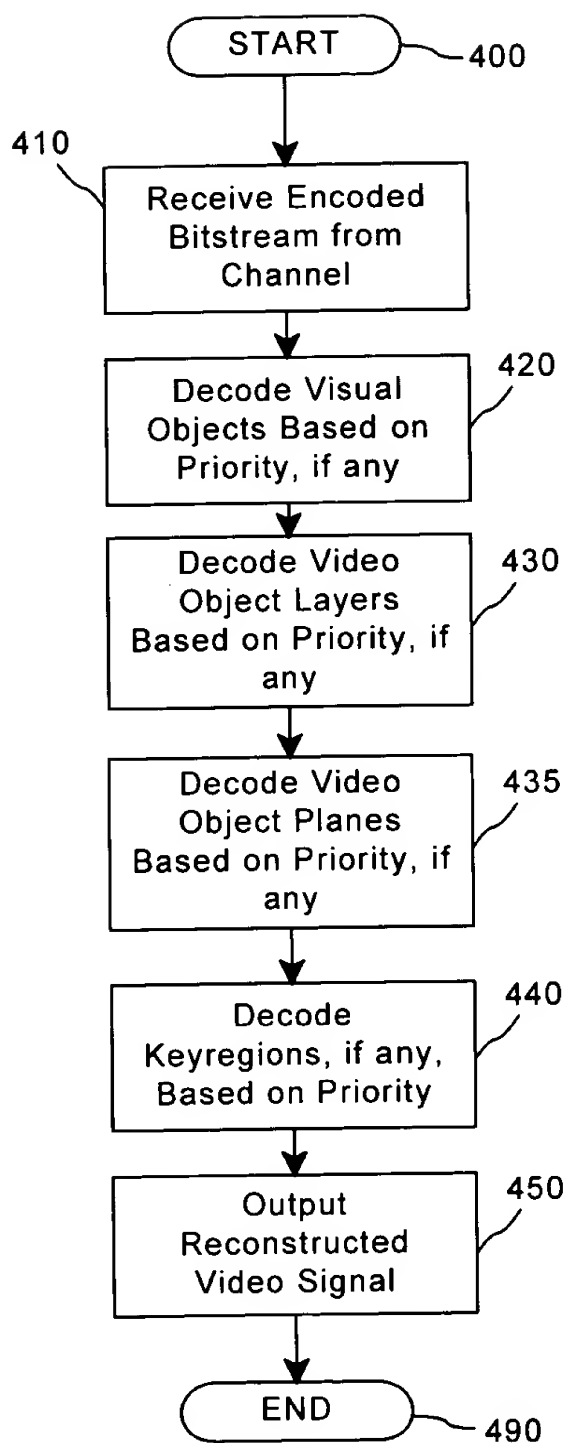 START
400
410
Receive Encoded
Bitstream from
Channel
420
Decode Visual
Objects Based on
Priority, if any
430
Decode Video
Object Layers
Based on Priority, if
any
435
Decode Video
Object Planes
Based on Priority, if
any
440
Decode
Keyregions, if any,
Based on Priority
450
Output
Reconstructed
Video Signal
END
490